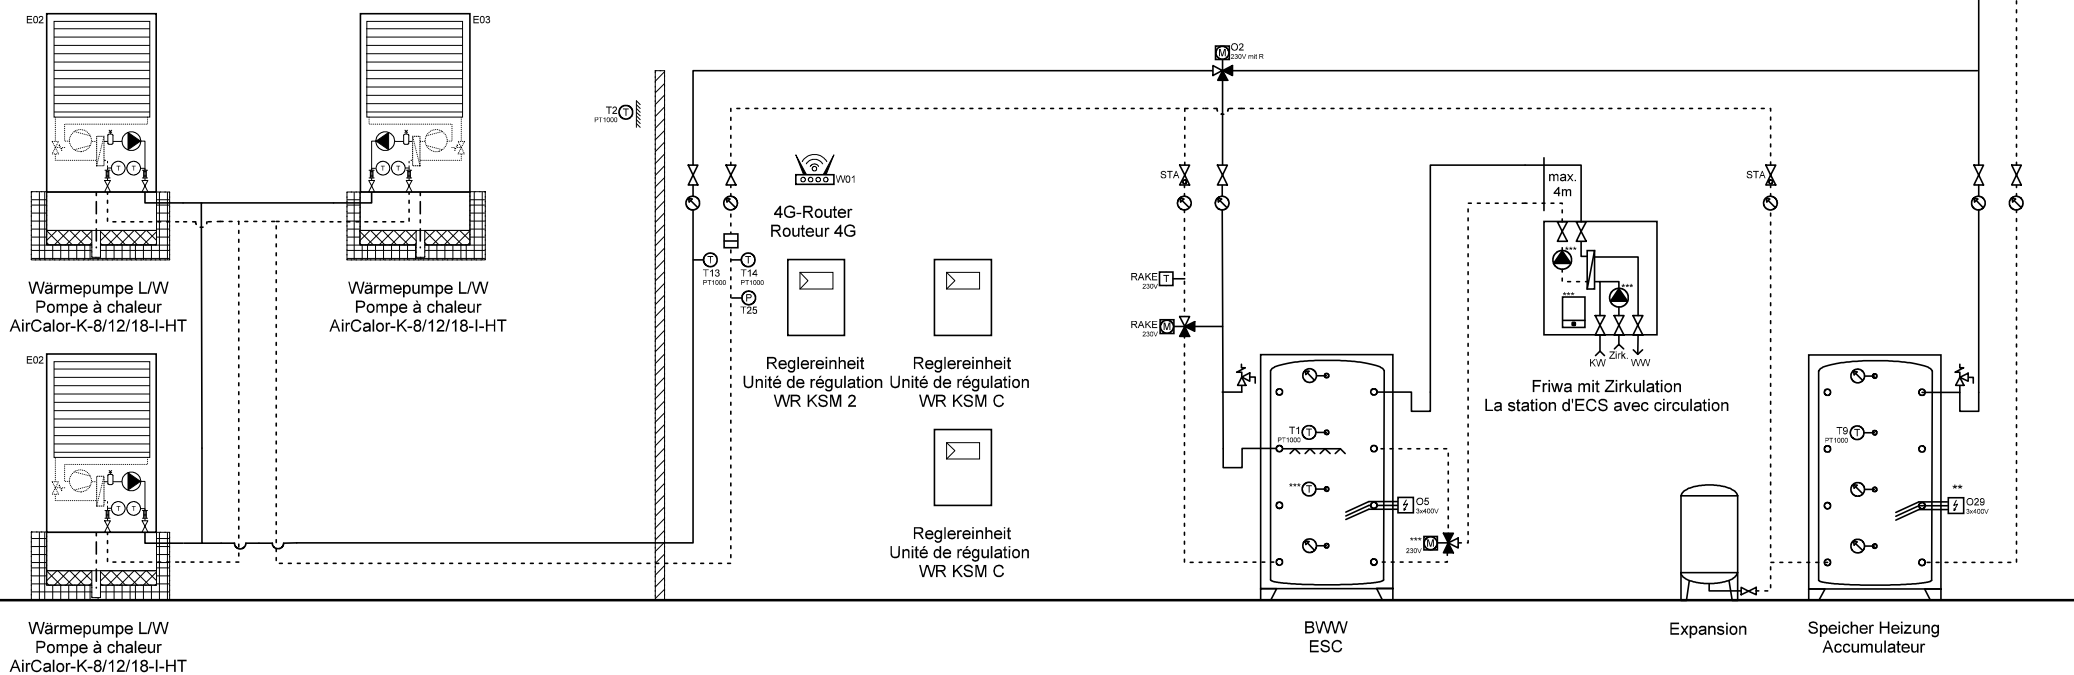 E02
E03
O2
M
230V mit R
T2
PT1000
T
T
T
T
T
T
STA
STA
W01
max.
4m
4G-Router
Routeur 4G
T
T13
PT1000
T
T14
PT1000
P
T25
RAKE
230V
T
RAKE
230V
M
***
***
***
KW
Zirk.
WW
Wärmepumpe L/W
Pompe à chaleur
AirCalor-K-8/12/18-I-HT
Wärmepumpe L/W
Pompe à chaleur
AirCalor-K-8/12/18-I-HT
E02
T
T
Reglereinheit
Unité de régulation
WR KSM 2
Reglereinheit
Unité de régulation
WR KSM C
Friwa mit Zirkulation
La station d'ECS avec circulation
T1
PT1000
T
***
T
O5
3x400V
***
230V
M
T9
PT1000
T
**
O29
3x400V
Reglereinheit
Unité de régulation
WR KSM C
Wärmepumpe L/W
Pompe à chaleur
AirCalor-K-8/12/18-I-HT
BWW
ESC
Expansion
Speicher Heizung
Accumulateur